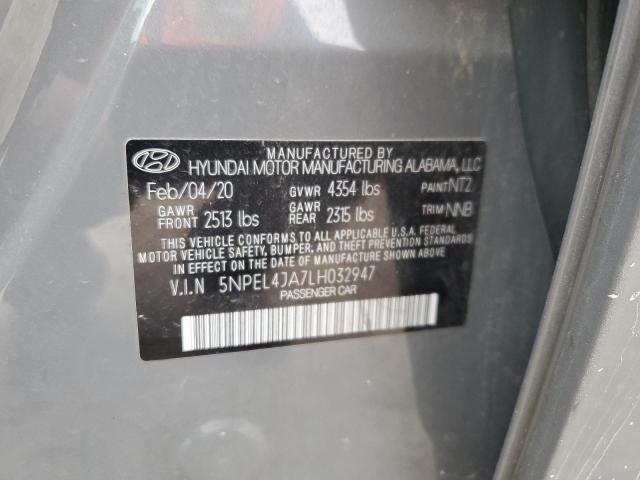 MANUFACTURED BY
HYUNDAI MOTOR MANUFACTURING ALABAMA, LLC
Feb/04/20 GVWR 4354 lbs PAINT NTZ
GAWR FRONT 2513 lbs GAWR REAR 2315 lbs TRIM NNB
THIS VEHICLE CONFORMS TO ALL APPLICABLE U.S.A. FEDERAL
MOTOR VEHICLE SAFETY, BUMPER, AND THEFT PREVENTION STANDARDS
IN EFFECT ON THE DATE OF MANUFACTURE SHOWN ABOVE
V.I.N 5NPEL4JA7LH032947
PASSENGER CAR